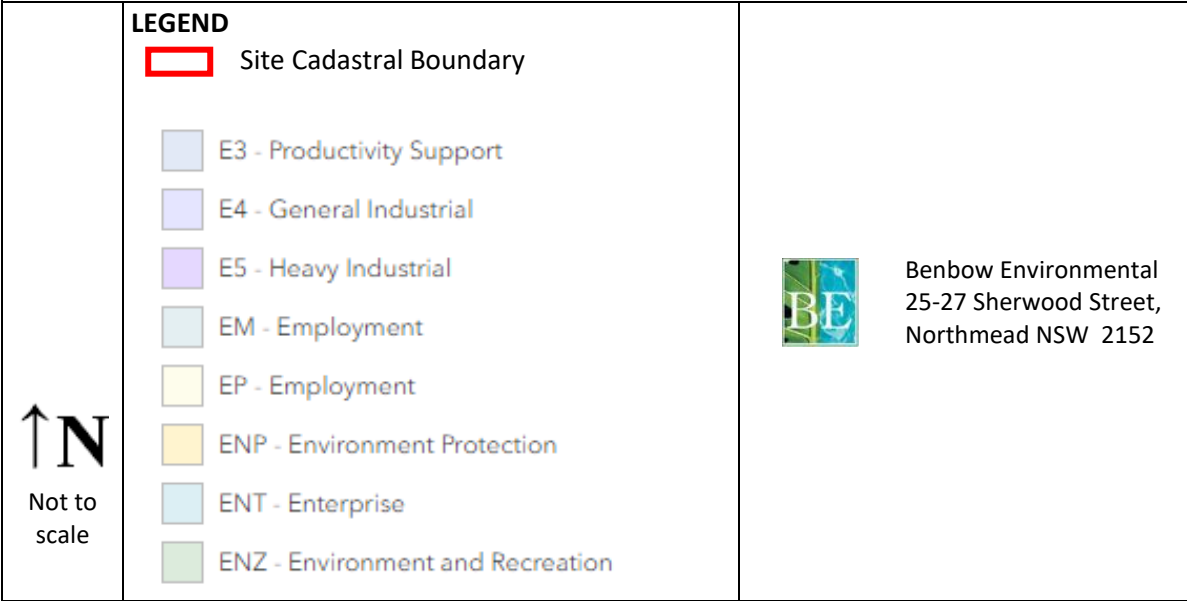 LEGEND
Site Cadastral Boundary
E3 - Productivity Support
E4 - General Industrial
E5 - Heavy Industrial
EM - Employment
EP - Employment
ENP - Environment Protection
ENT - Enterprise
ENZ - Environment and Recreation
↑N
Not to
scale
BE
Benbow Environmental
25-27 Sherwood Street,
Northmead NSW 2152